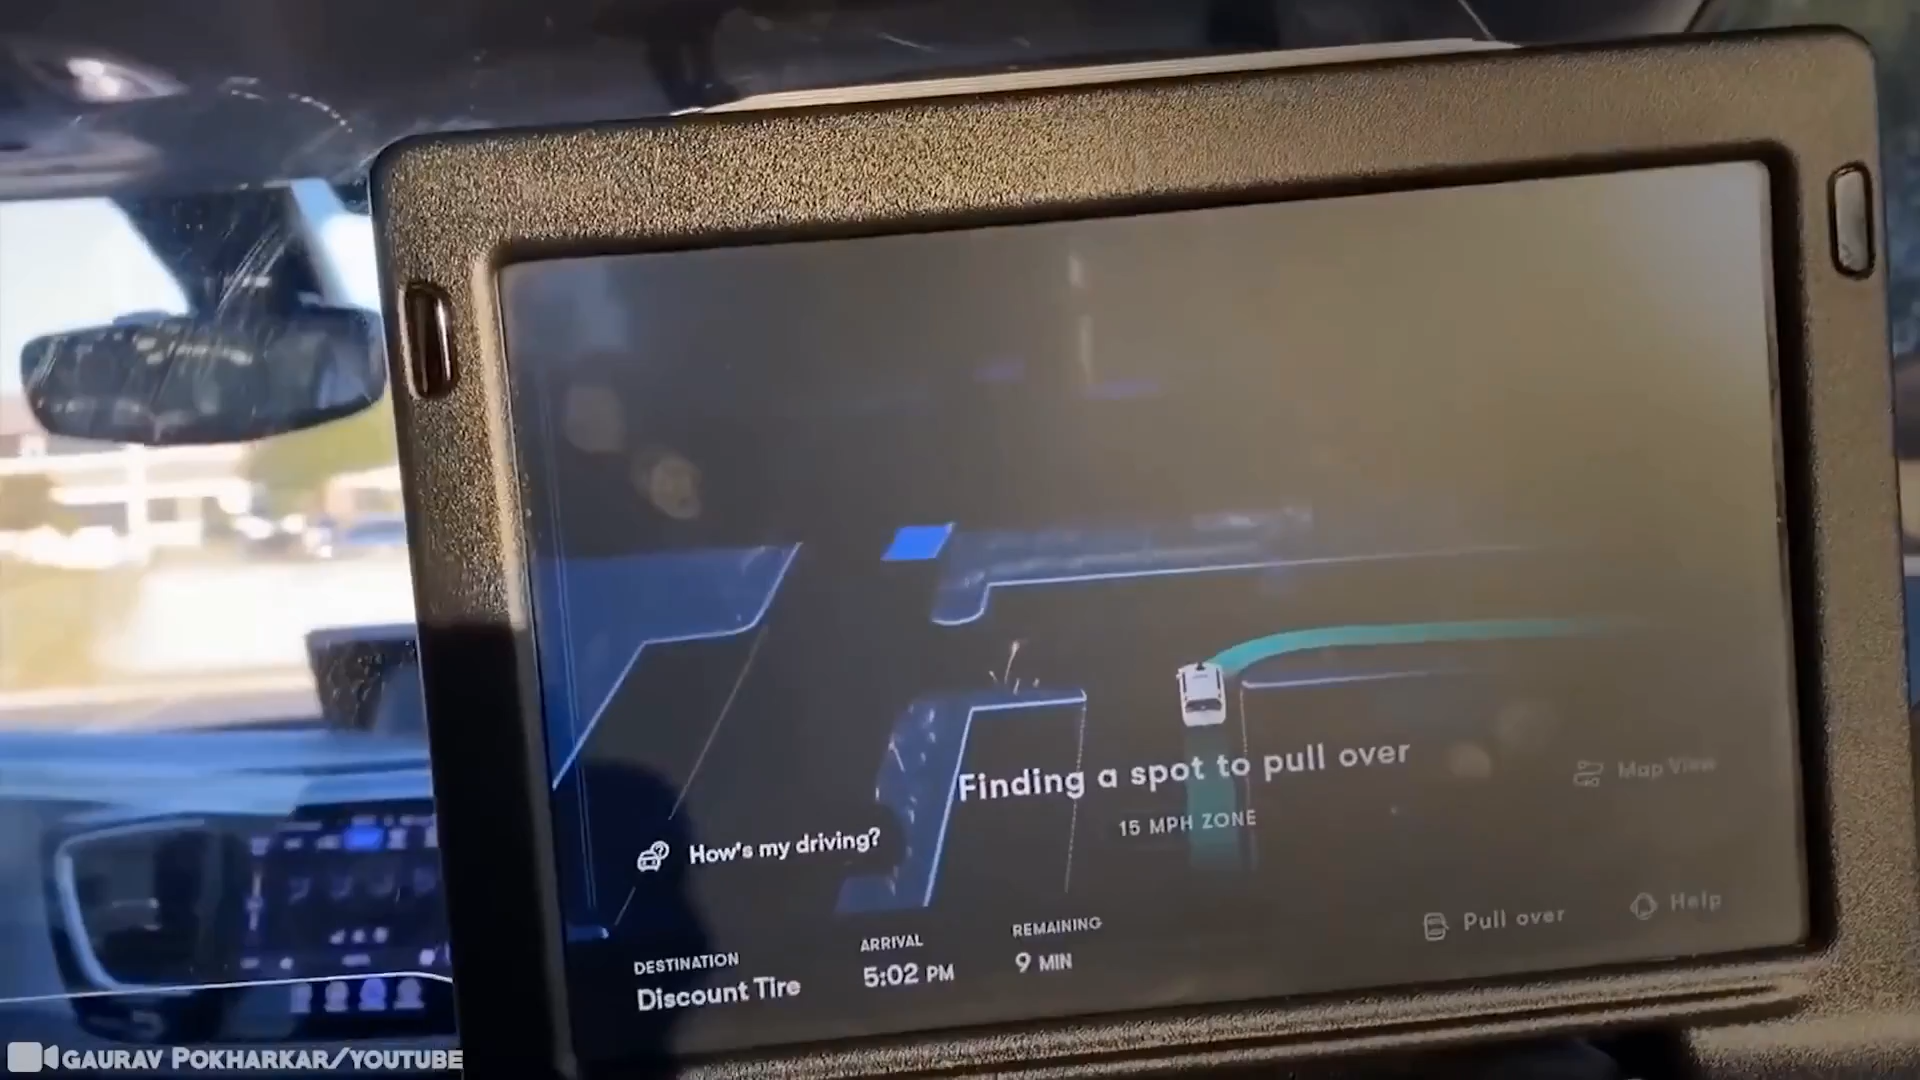 Finding a spot to pull over
15 MPH ZONE
Map View
How's my driving?
Pull over
Help
DESTINATION
Discount Tire
ARRIVAL
5:02 PM
REMAINING
9 MIN
GAURAV POKHARKAR/YOUTUBE